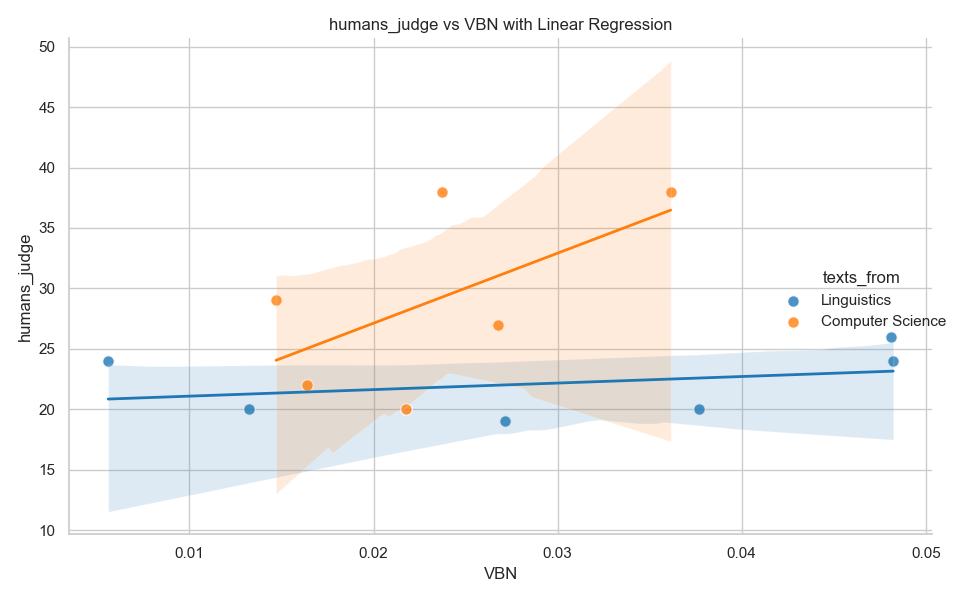 humans_judge vs VBN with Linear Regression
50
45
40
35
30
25
20
15
10
humans_judge
texts_from
Linguistics
Computer Science
0.01 0.02 0.03 0.04 0.05
VBN